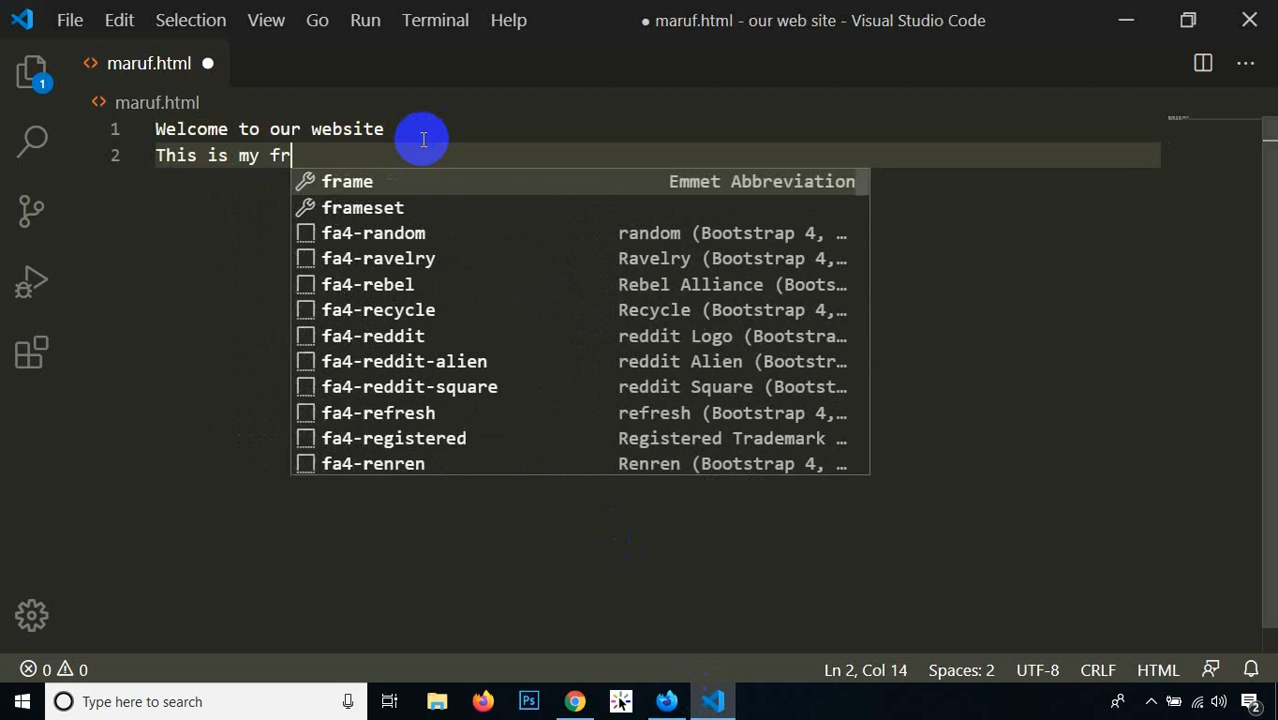 File Edit Selection View Go Run Terminal Help ● maruf.html - our web site - Visual Studio Code
1
maruf.html ●
maruf.html
1 Welcome to our website
2 This is my fr
frame Emmet Abbreviation
frameset
fa4-random random (Bootstrap 4, …
fa4-ravelry Ravelry (Bootstrap 4,…
fa4-rebel Rebel Alliance (Boots…
fa4-recycle Recycle (Bootstrap 4,…
fa4-reddit reddit Logo (Bootstra…
fa4-reddit-alien reddit Alien (Bootstr…
fa4-reddit-square reddit Square (Bootst…
fa4-refresh refresh (Bootstrap 4,…
fa4-registered Registered Trademark …
fa4-renren Renren (Bootstrap 4, …
0 0 Ln 2, Col 14 Spaces: 2 UTF-8 CRLF HTML
Type here to search Ps 2